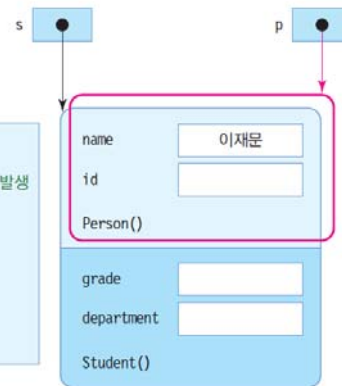 s
p
name 이재문
id
발생
Person()
grade
department
Student()